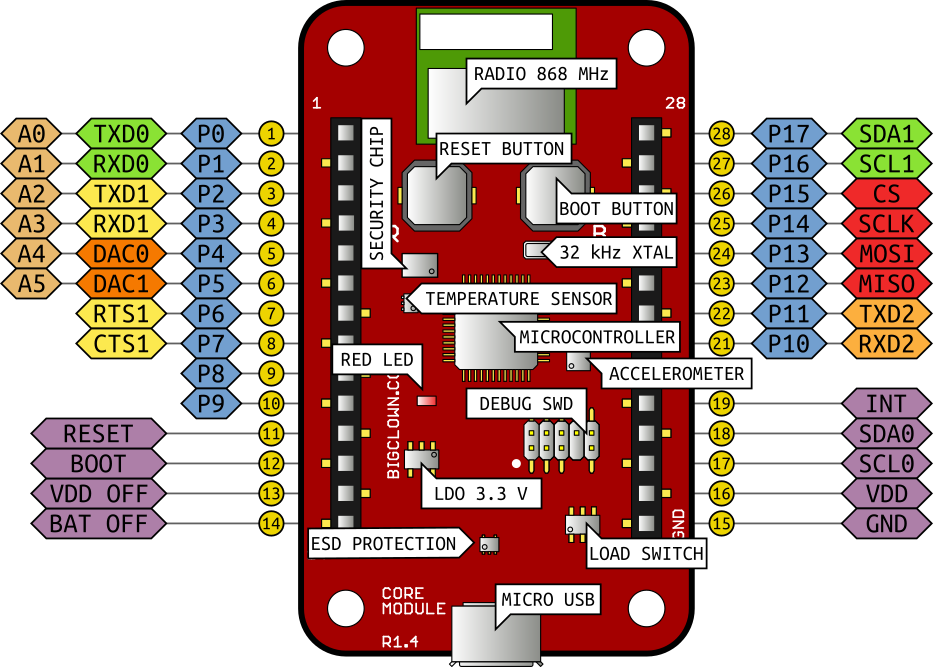 RADIO 868 MHz
1
28
A0 TXD0 P0 1
28 P17 SDA1
A1 RXD0 P1 2
27 P16 SCL1
A2 TXD1 P2 3
26 P15 CS
A3 RXD1 P3 4
25 P14 SCLK
A4 DAC0 P4 5
24 P13 MOSI
A5 DAC1 P5 6
23 P12 MISO
RTS1 P6 7
22 P11 TXD2
CTS1 P7 8
21 P10 RXD2
P8 9
P9 10
19 INT
RESET 11
18 SDA0
BOOT 12
17 SCL0
VDD OFF 13
16 VDD
BAT OFF 14
15 GND
SECURITY CHIP
RESET BUTTON
BOOT BUTTON
32 kHz XTAL
TEMPERATURE SENSOR
MICROCONTROLLER
RED LED
ACCELEROMETER
DEBUG SWD
BIGCLOWN.CO
LDO 3.3 V
GND
ESD PROTECTION
LOAD SWITCH
CORE
MODULE
MICRO USB
R1.4